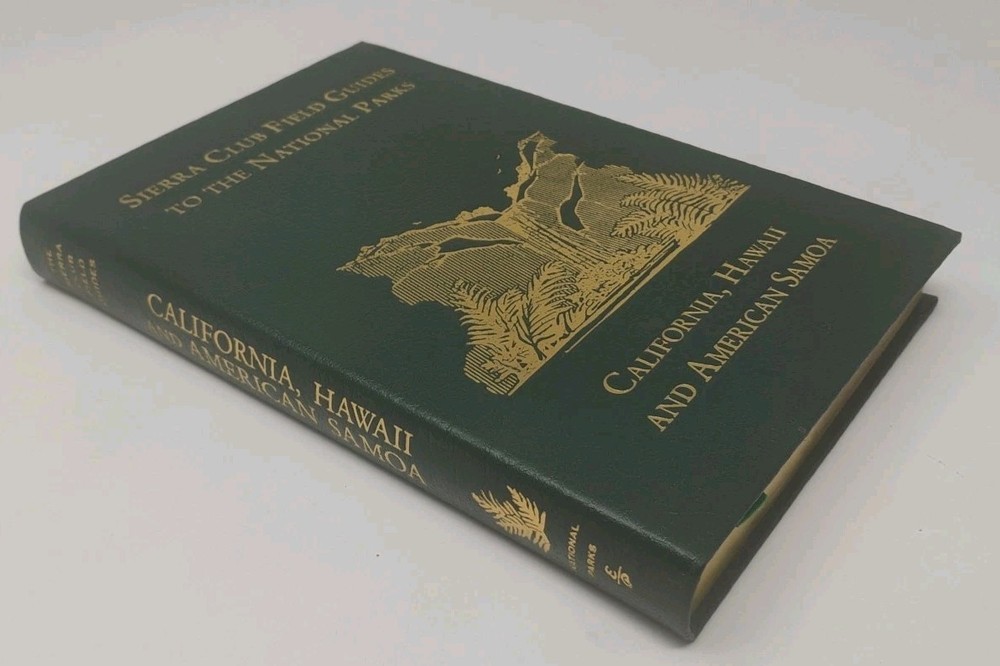 SIERRA CLUB FIELD GUIDES
TO THE NATIONAL PARKS
CALIFORNIA, HAWAII
AND AMERICAN SAMOA
CALIFORNIA, HAWAII
AND AMERICAN SAMOA
NATIONAL
PARKS